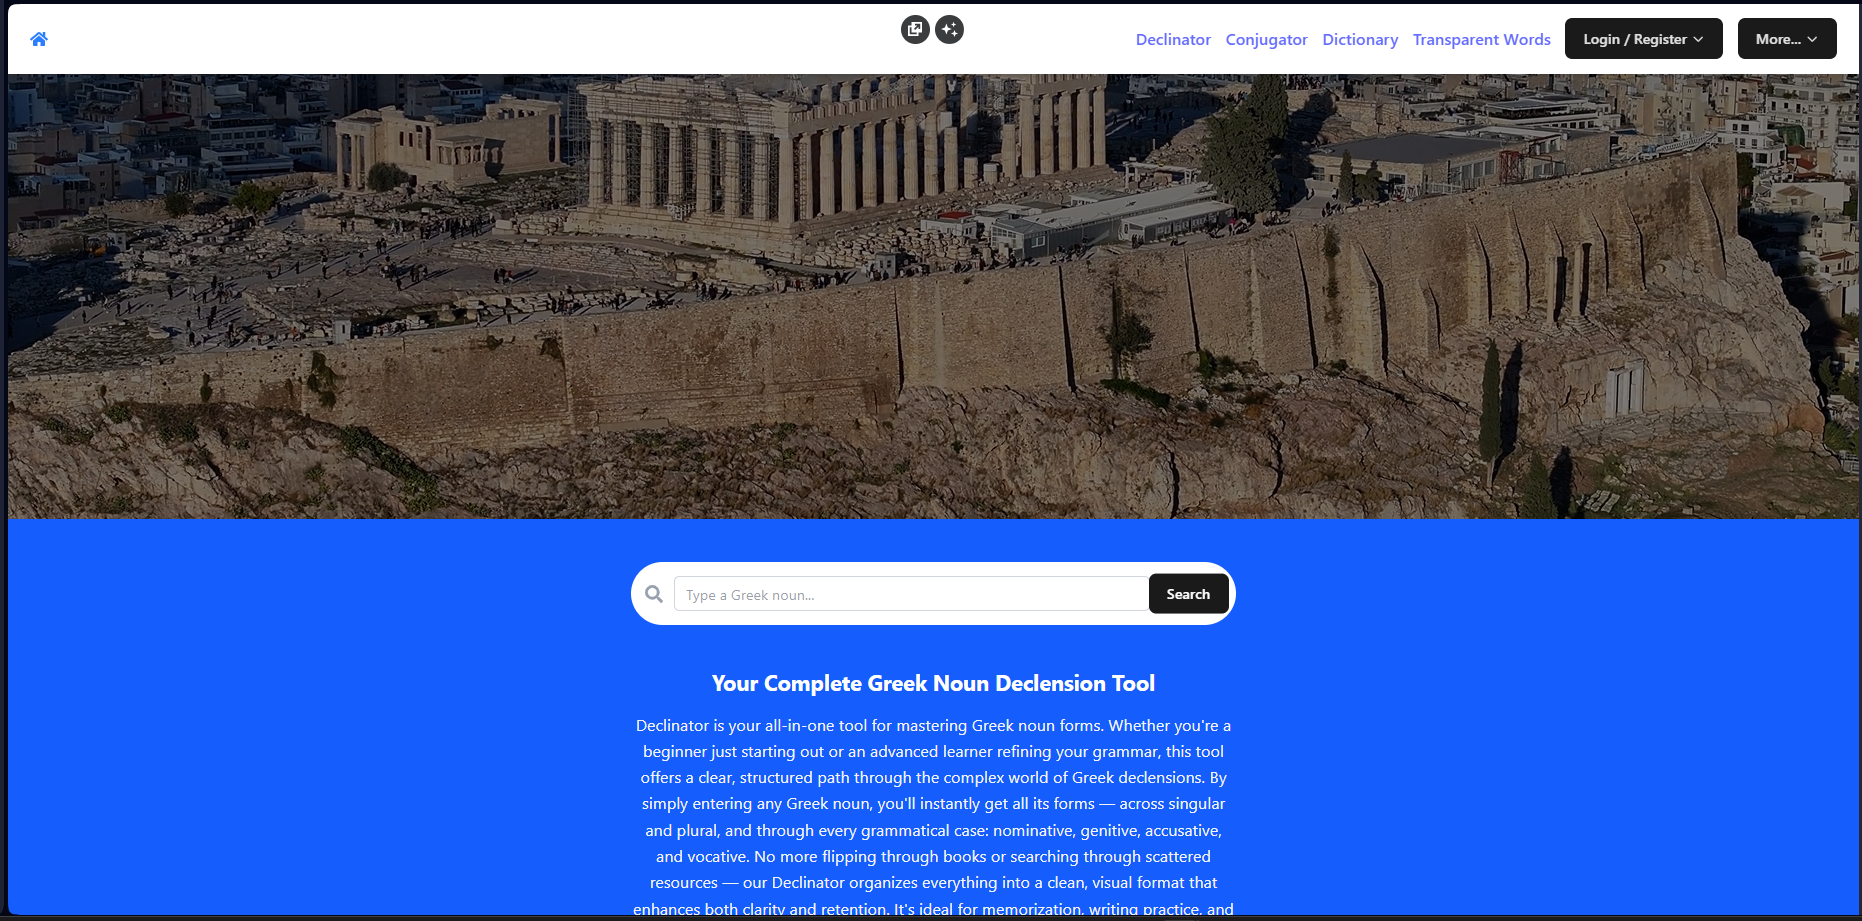 Declinator Conjugator Dictionary Transparent Words Login / Register More...
Type a Greek noun... Search
Your Complete Greek Noun Declension Tool
Declinator is your all-in-one tool for mastering Greek noun forms. Whether you're a
beginner just starting out or an advanced learner refining your grammar, this tool
offers a clear, structured path through the complex world of Greek declensions. By
simply entering any Greek noun, you'll instantly get all its forms — across singular
and plural, and through every grammatical case: nominative, genitive, accusative,
and vocative. No more flipping through books or searching through scattered
resources — our Declinator organizes everything into a clean, visual format that
enhances both clarity and retention. It's ideal for memorization, writing practice, and